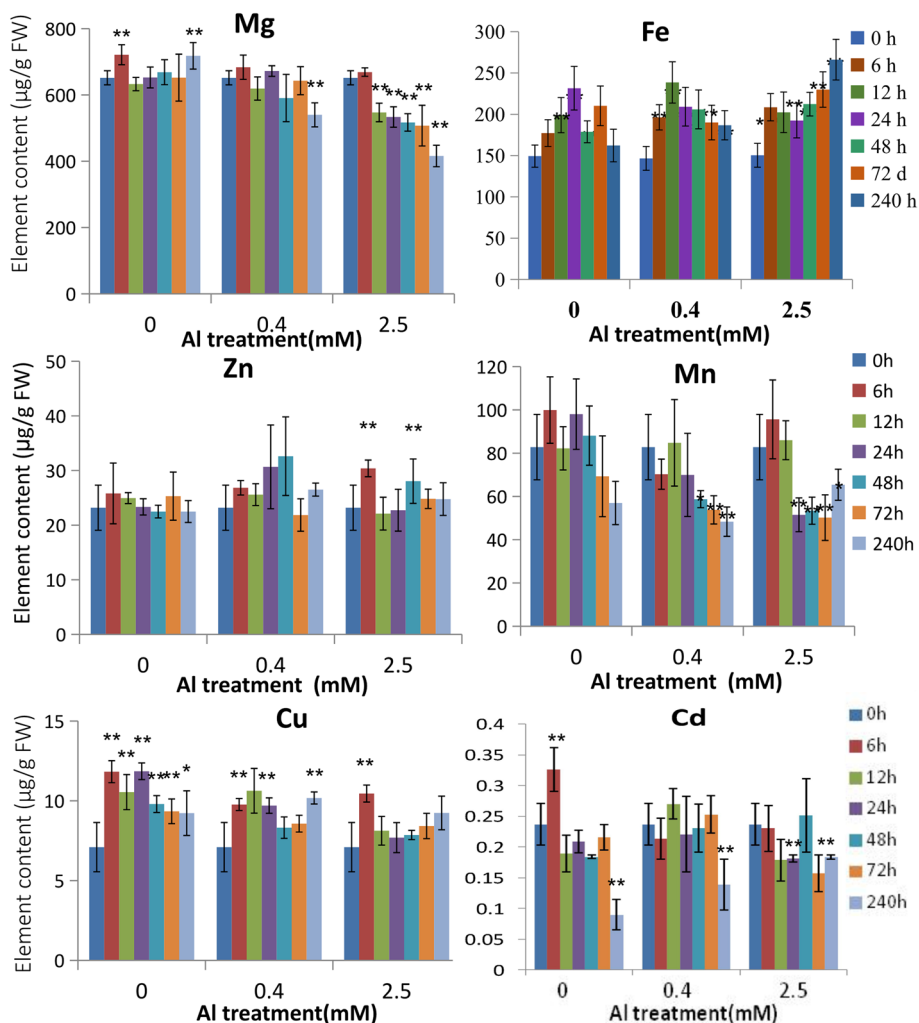 Mg
Element content (µg/g FW)
800
600
400
600
0
** **
**
** ** ** ** **
0 0.4 2.5
Al treatment(mM)
Fe
300
250
200
150
100
50
0
0 0.4 2.5
Al treatment(mM)
0 h
6 h
12 h
24 h
48 h
72 d
240 h
Zn
Element content (µg/g FW)
50
40
30
20
10
0
** **
0 0.4 2.5
Al treatment (mM)
Mn
120
100
80
60
40
20
0
* ** **
** ** ** *
0 0.4 2.5
Al treatment (mM)
0h
6h
12h
24h
48h
72h
240h
Cu
Element content (µg/g FW)
15
10
5
0
** ** ** ** ** *
** ** **
**
0 0.4 2.5
Al treatment(mM)
Cd
0.4
0.35
0.3
0.25
0.2
0.15
0.1
0.05
0
** **
**
** **
0 0.4 2.5
Al treatment(mM)
0h
6h
12h
24h
48h
72h
240h